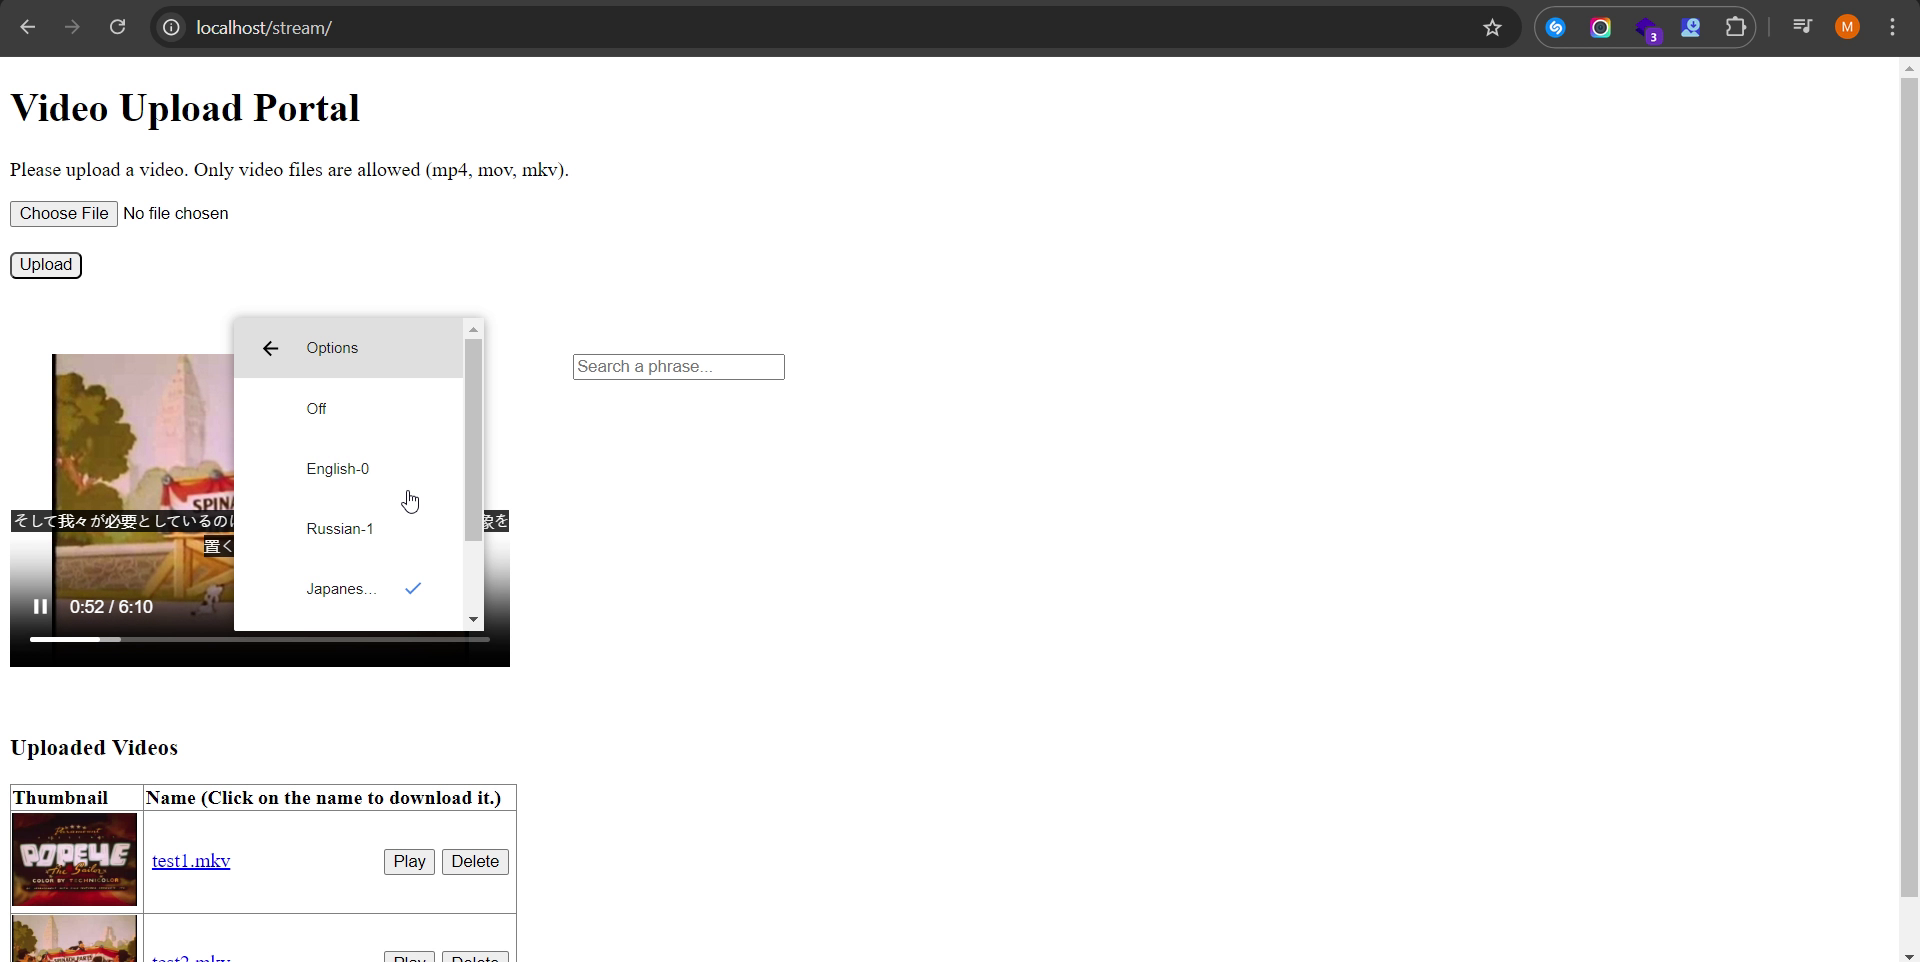 localhost/stream/
3
M
Video Upload Portal
Please upload a video. Only video files are allowed (mp4, mov, mkv).
Choose File No file chosen
Upload
Options
Off
English-0
Russian-1
Japanes...
Search a phrase...
SPIN
そして我々が必要としているの
象を
置く
0:52 / 6:10
Uploaded Videos
Thumbnail Name (Click on the name to download it.)
Paramount
POPEYE
The Sailor
COLOR BY TECHNICOLOR
test1.mkv Play Delete
test2.mkv Play Delete